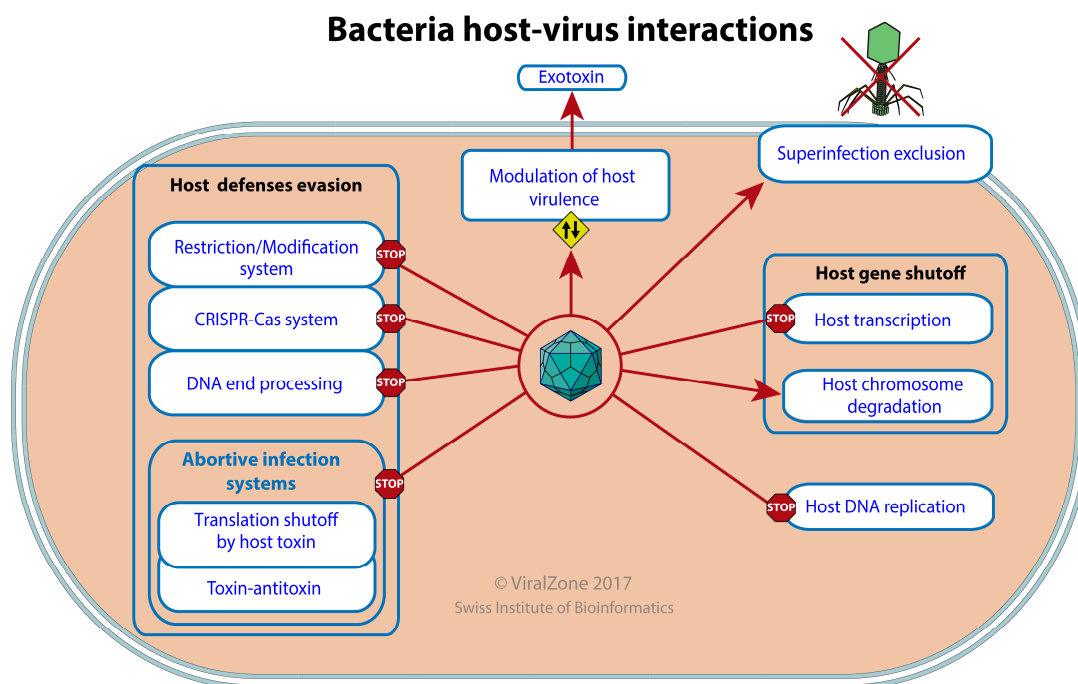 Bacteria host-virus interactions
Exotoxin
Modulation of host
virulence
Superinfection exclusion
Host defenses evasion
Restriction/Modification
system
STOP
CRISPR-Cas system
STOP
DNA end processing
STOP
Abortive infection
systems
STOP
Translation shutoff
by host toxin
Toxin-antitoxin
Host gene shutoff
STOP
Host transcription
Host chromosome
degradation
STOP
Host DNA replication
© ViralZone 2017
Swiss Institute of Bioinformatics